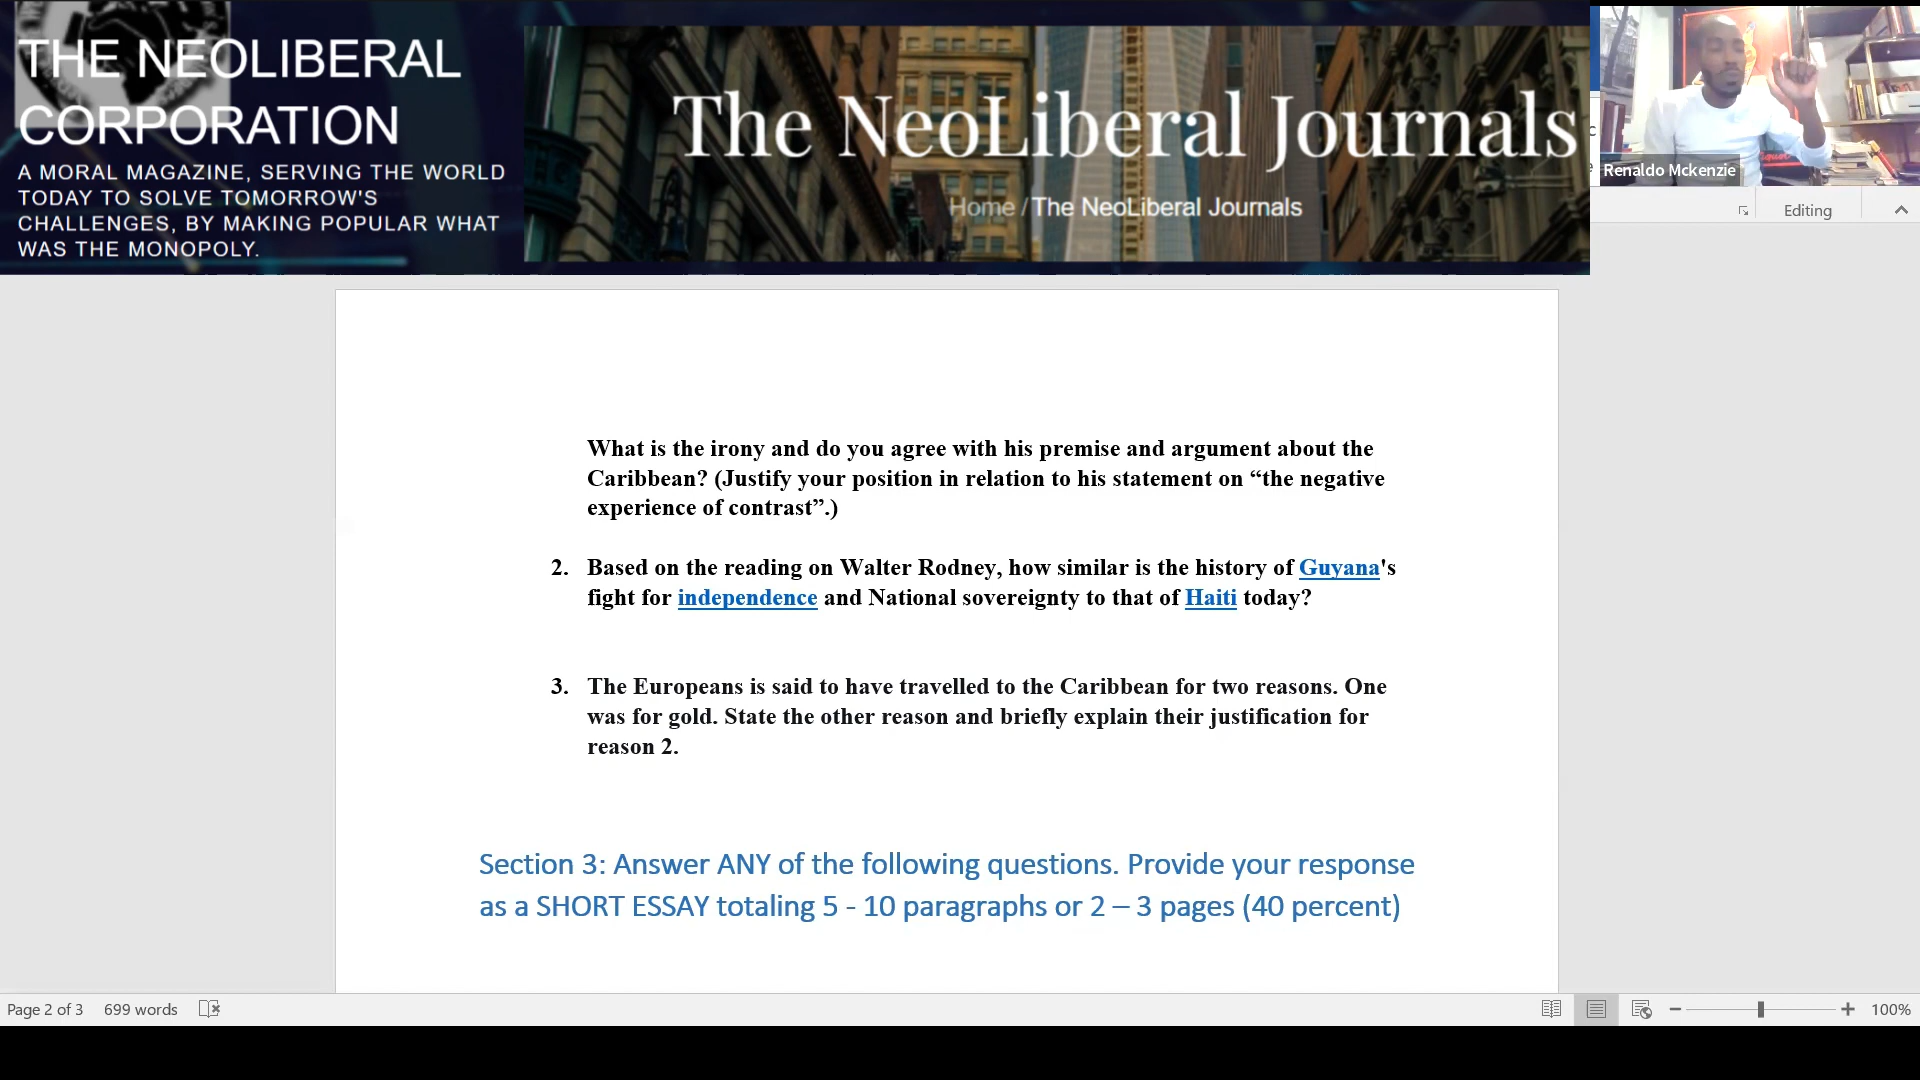 THE NEOLIBERAL
CORPORATION
A MORAL MAGAZINE, SERVING THE WORLD
TODAY TO SOLVE TOMORROW'S
CHALLENGES, BY MAKING POPULAR WHAT
WAS THE MONOPOLY.
The NeoLiberal Journals
Home / The NeoLiberal Journals
Renaldo Mckenzie
Editing
What is the irony and do you agree with his premise and argument about the
Caribbean? (Justify your position in relation to his statement on “the negative
experience of contrast”.)
2. Based on the reading on Walter Rodney, how similar is the history of Guyana's
fight for independence and National sovereignty to that of Haiti today?
3. The Europeans is said to have travelled to the Caribbean for two reasons. One
was for gold. State the other reason and briefly explain their justification for
reason 2.
Section 3: Answer ANY of the following questions. Provide your response
as a SHORT ESSAY totaling 5 - 10 paragraphs or 2 – 3 pages (40 percent)
Page 2 of 3 699 words
100%